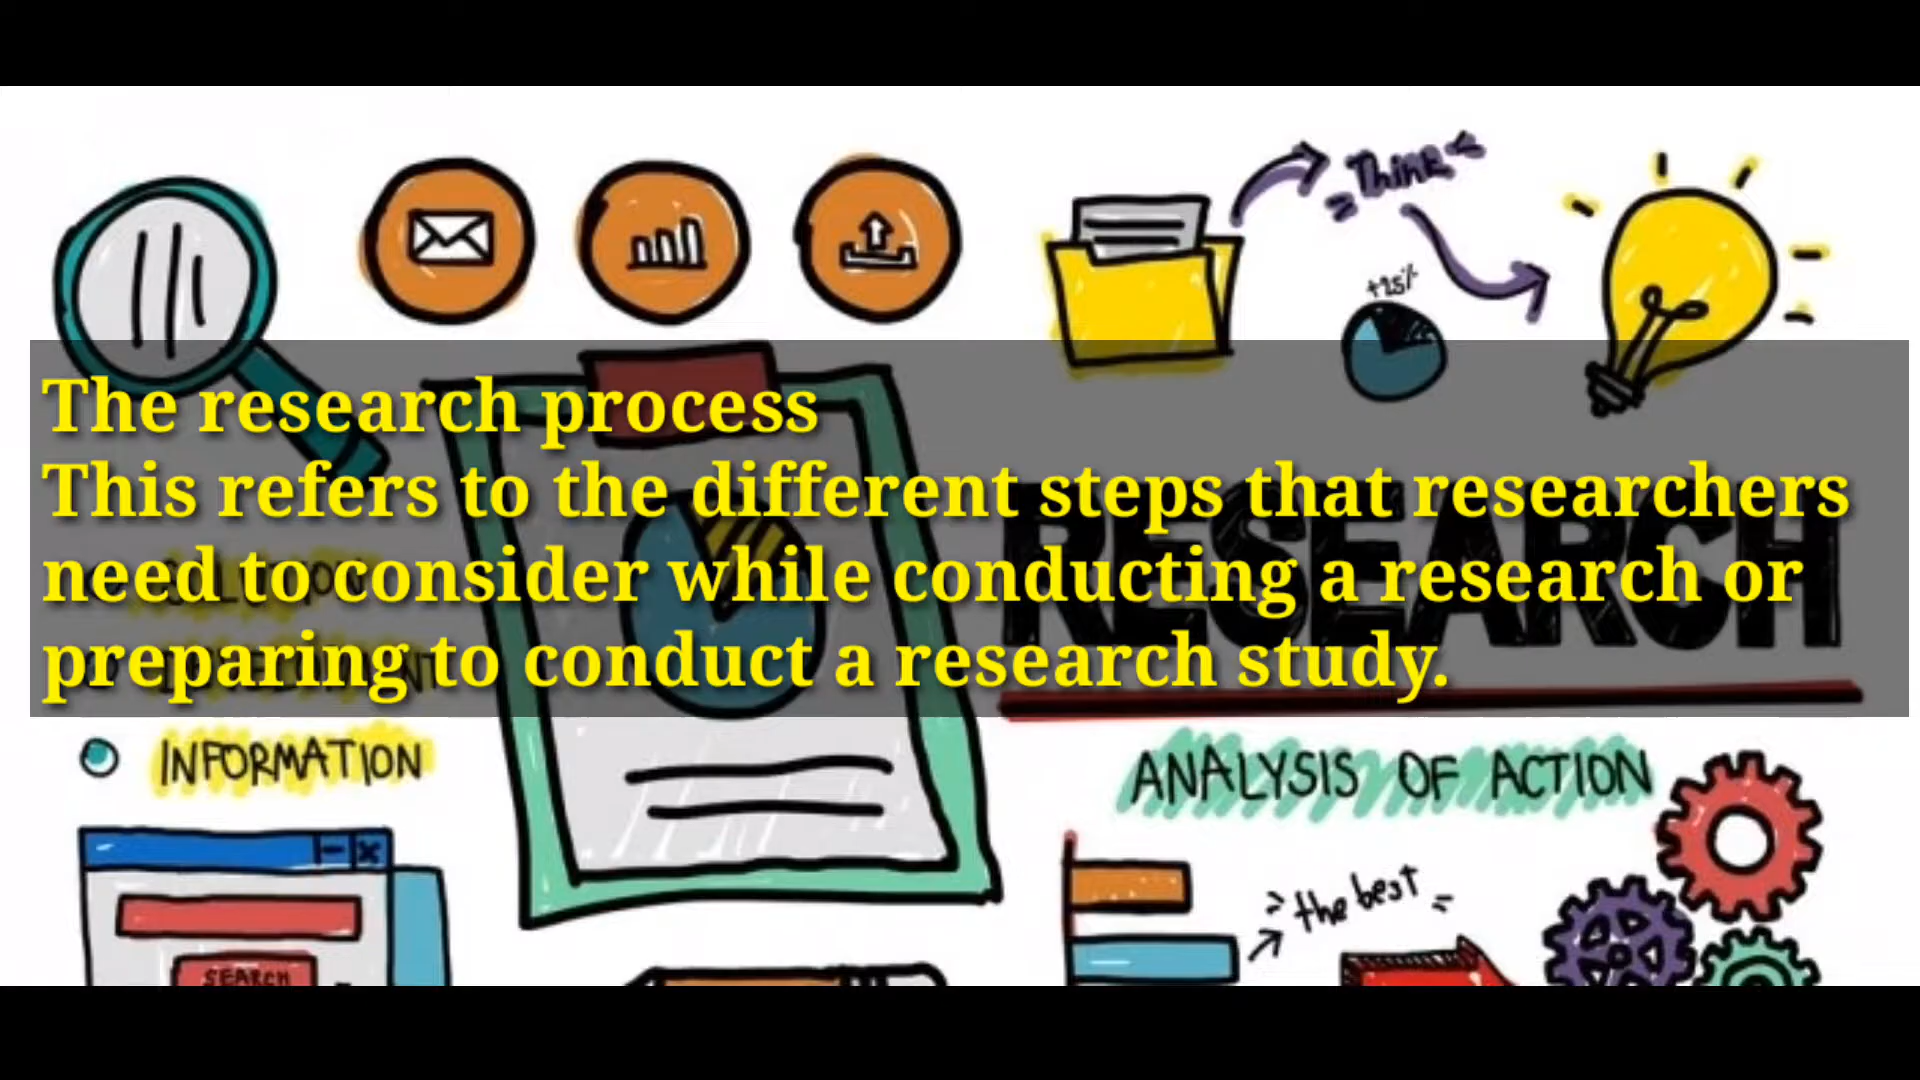 Think
+25%
The research process
This refers to the different steps that researchers
need to consider while conducting a research or
preparing to conduct a research study.
RESEARCH
INFORMATION
ANALYSIS OF ACTION
the best
SEARCH